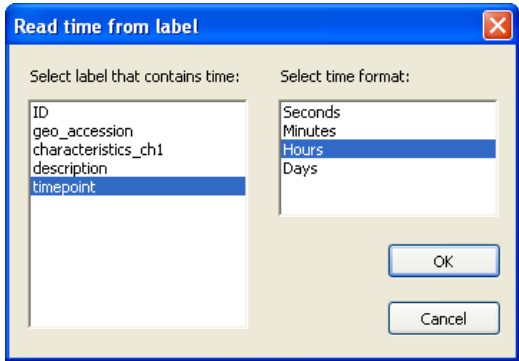 Read time from label
Select label that contains time:
ID
geo_accession
characteristics_ch1
description
timepoint
Select time format:
Seconds
Minutes
Hours
Days
OK
Cancel